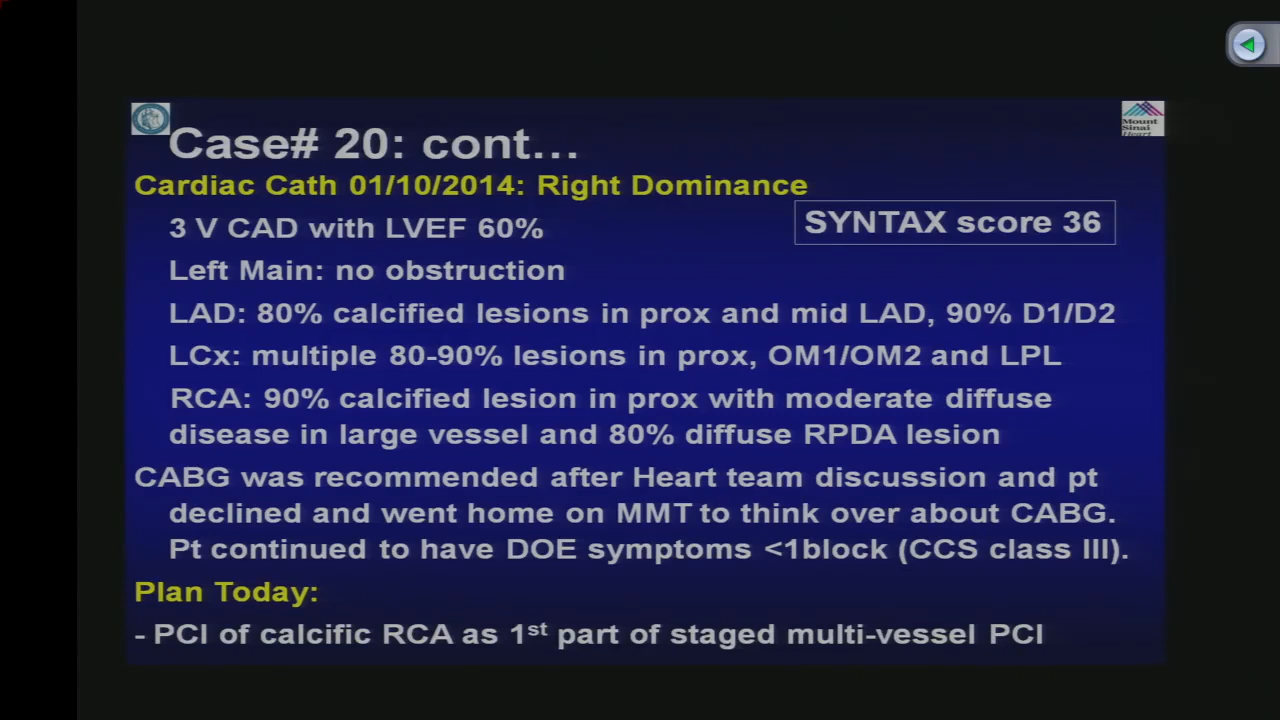 Case# 20: cont…
Mount
Sinai
Heart
Cardiac Cath 01/10/2014: Right Dominance
SYNTAX score 36
3 V CAD with LVEF 60%
Left Main: no obstruction
LAD: 80% calcified lesions in prox and mid LAD, 90% D1/D2
LCx: multiple 80-90% lesions in prox, OM1/OM2 and LPL
RCA: 90% calcified lesion in prox with moderate diffuse
disease in large vessel and 80% diffuse RPDA lesion
CABG was recommended after Heart team discussion and pt
declined and went home on MMT to think over about CABG.
Pt continued to have DOE symptoms <1block (CCS class III).
Plan Today:
- PCI of calcific RCA as 1st part of staged multi-vessel PCI